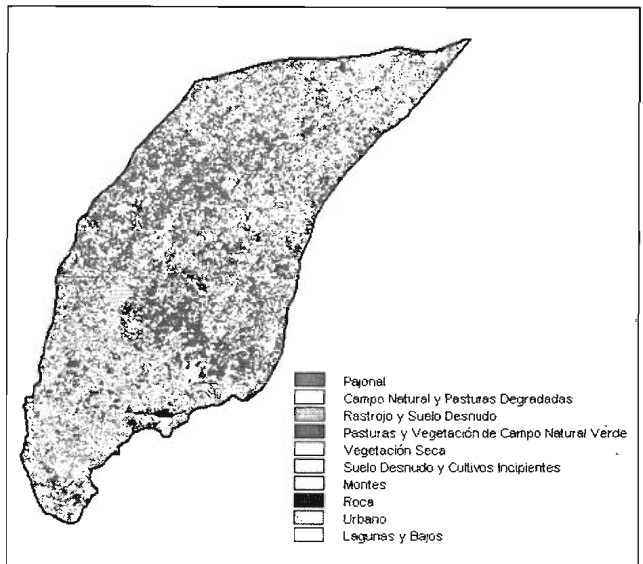 Pajonal
Campo Natural y Pasturas Degradadas
Rastrojo y Suelo Desnudo
Pasturas y Vegetación de Campo Natural Verde
Vegetación Seca
Suelo Desnudo y Cultivos Incipientes
Montes
Roca
Urbano
Lagunas y Bajos